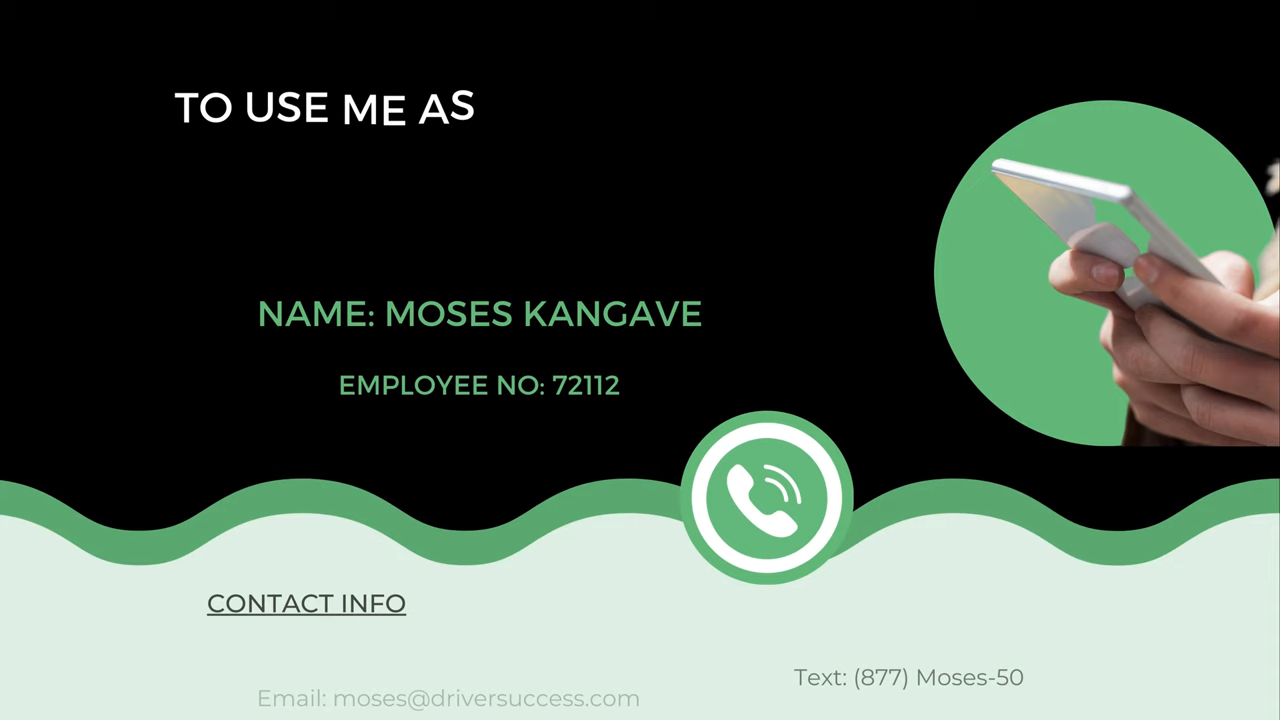 TO USE ME AS
NAME: MOSES KANGAVE
EMPLOYEE NO: 72112
CONTACT INFO
Text: (877) Moses-50
Email: moses@driversuccess.com